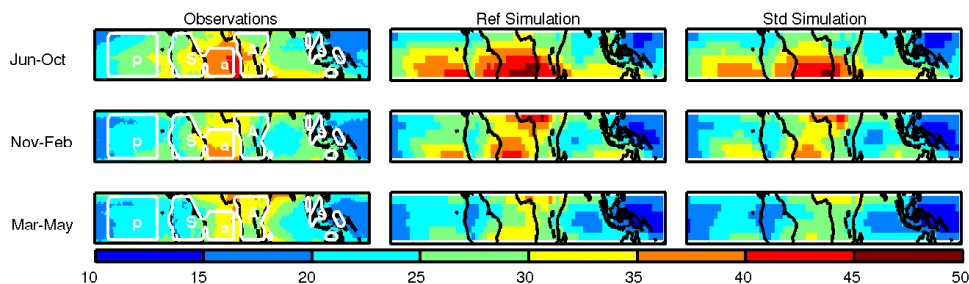 Observations Ref Simulation Std Simulation
Jun-Oct
p S a A
Nov-Feb
p S a A
Mar-May
p S a A
10 15 20 25 30 35 40 45 50